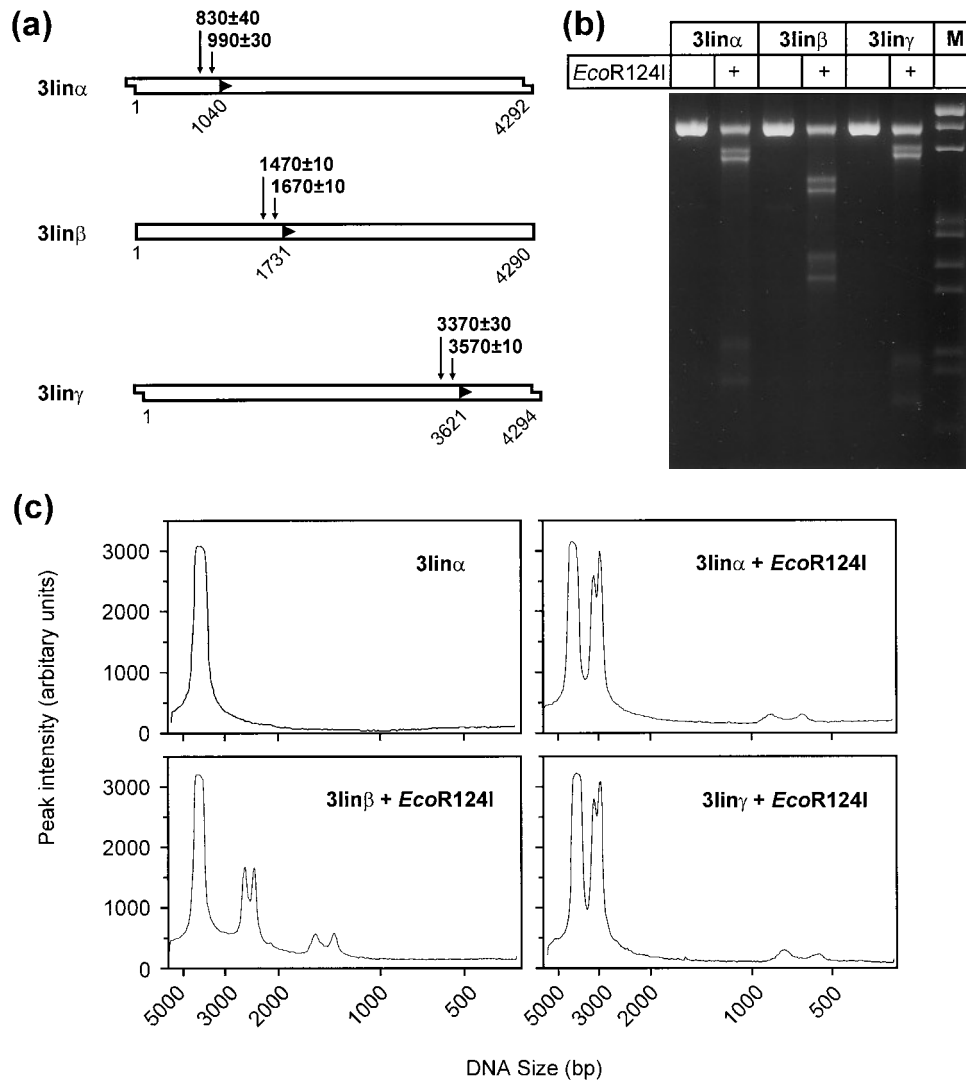 (a)
830±40
990±30
3linα
1
1040
4292
1470±10
1670±10
3linβ
1
1731
4290
3370±30
3570±10
3linγ
1
3621
4294
(b)
3linα 3linβ 3linγ M
EcoR124I + + +
(c)
Peak intensity (arbitary units)
3000
2000
1000
0
3linα
3linα + EcoR124I
3000
2000
1000
0
3linβ + EcoR124I
3linγ + EcoR124I
5000 3000 2000 1000 500
5000 3000 2000 1000 500
DNA Size (bp)